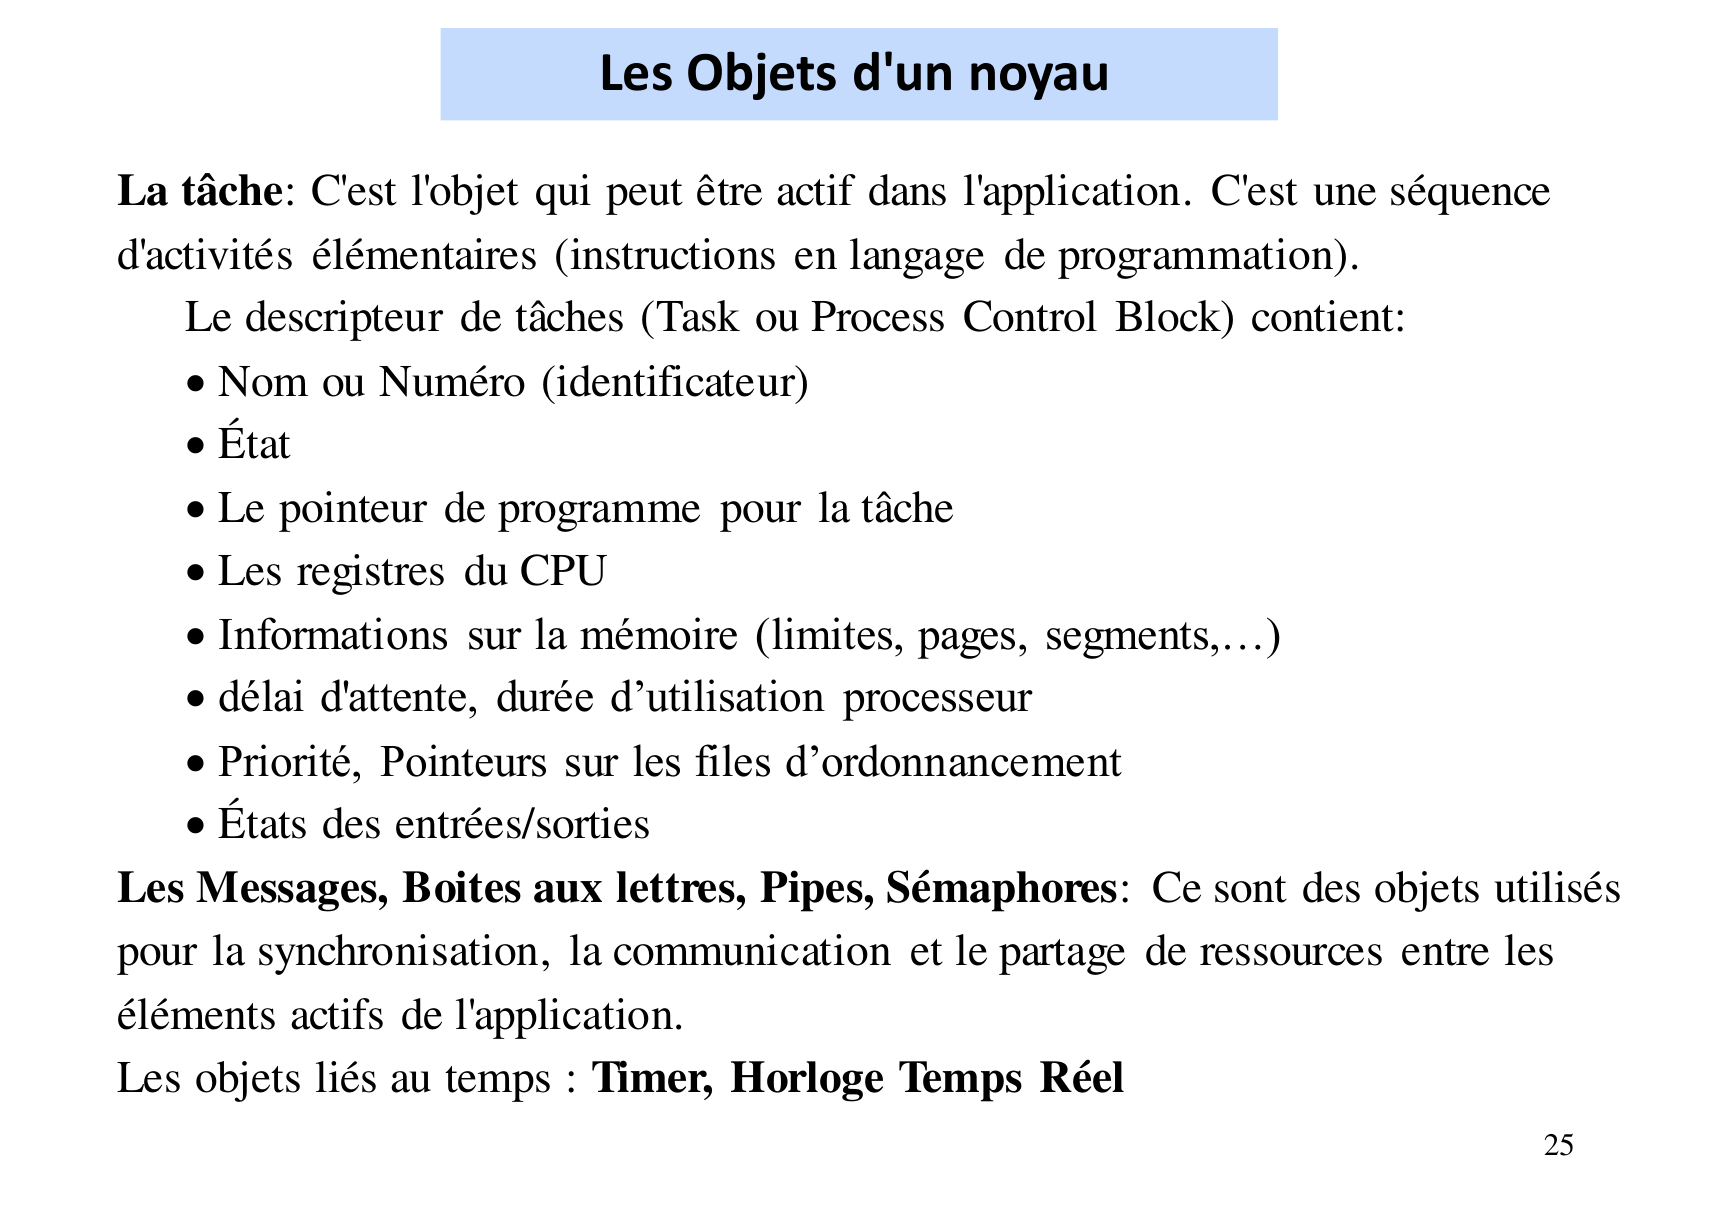 Les Objets d'un noyau
La tâche: C'est l'objet qui peut être actif dans l'application. C'est une séquence
d'activités élémentaires (instructions en langage de programmation).
Le descripteur de tâches (Task ou Process Control Block) contient:
• Nom ou Numéro (identificateur)
• État
• Le pointeur de programme pour la tâche
• Les registres du CPU
• Informations sur la mémoire (limites, pages, segments,…)
• délai d'attente, durée d’utilisation processeur
• Priorité, Pointeurs sur les files d’ordonnancement
• États des entrées/sorties
Les Messages, Boites aux lettres, Pipes, Sémaphores: Ce sont des objets utilisés
pour la synchronisation, la communication et le partage de ressources entre les
éléments actifs de l'application.
Les objets liés au temps : Timer, Horloge Temps Réel
25